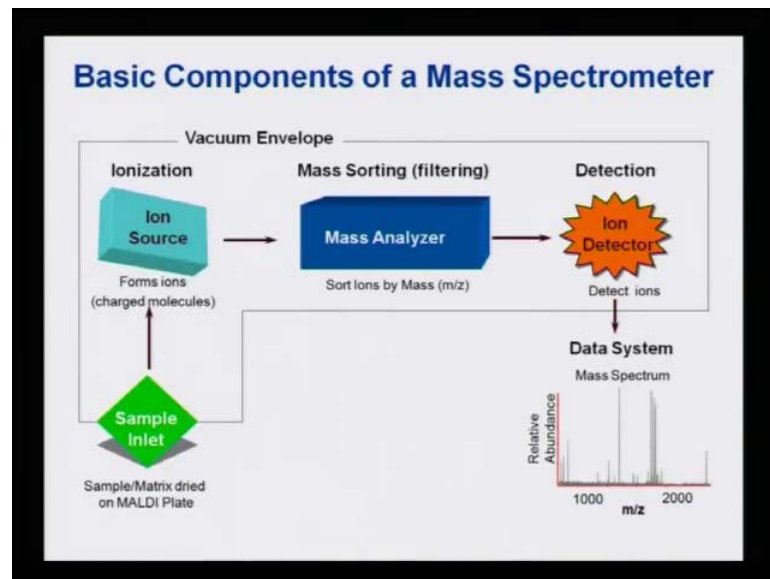 Basic Components of a Mass Spectrometer
Vacuum Envelope
Ionization
Mass Sorting (filtering)
Detection
Ion
Source
Mass Analyzer
Ion
Detector
Forms ions
(charged molecules)
Sort Ions by Mass (m/z)
Detect ions
Sample
Inlet
Sample/Matrix dried
on MALDI Plate
Data System
Mass Spectrum
Relative
Abundance
1000
2000
m/z